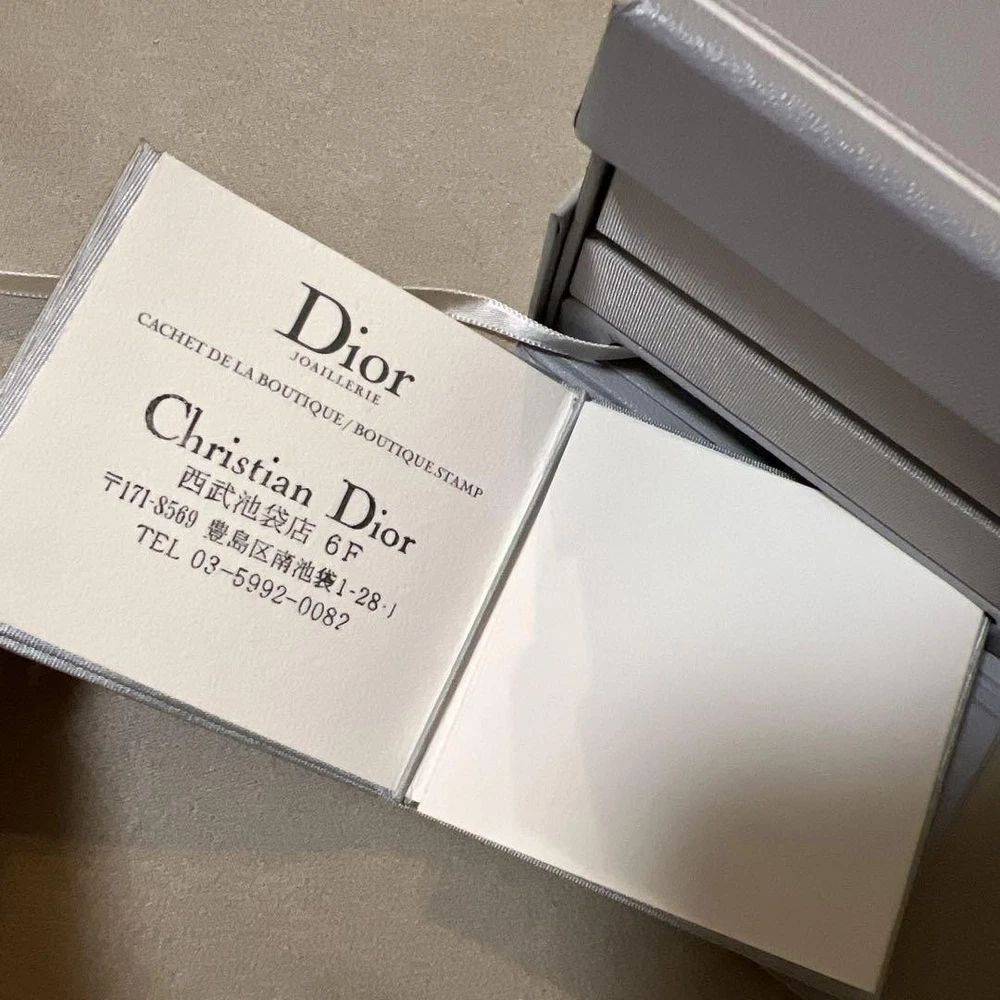 Dior
JOAILLERIE
CACHET DE LA BOUTIQUE / BOUTIQUE STAMP
Christian Dior
西武池袋店 6F
〒171-8569 豊島区南池袋1-28-1
TEL 03-5992-0082